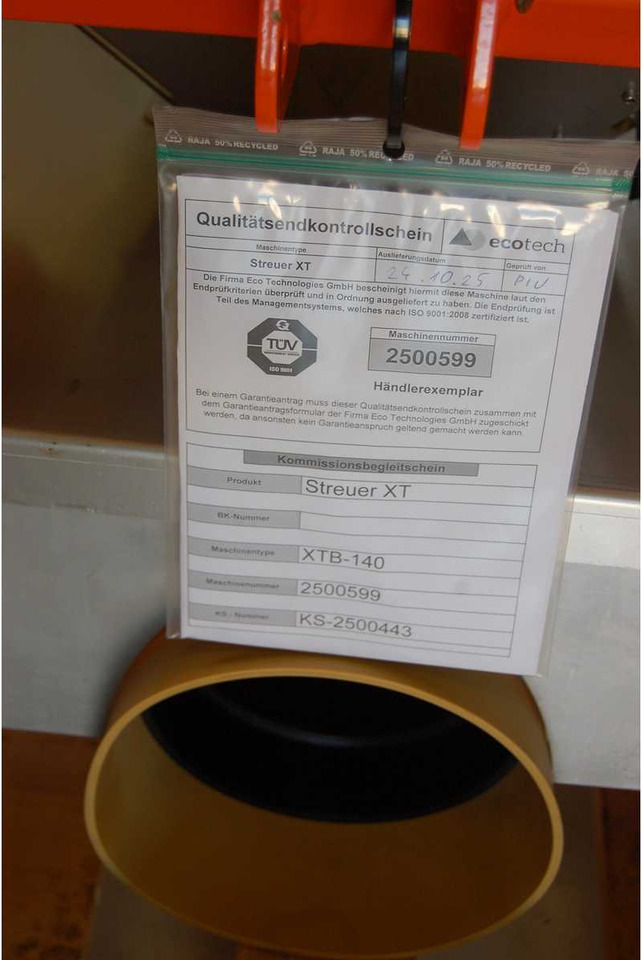 RAJA 50% RECYCLED RAJA 50% RECYCLED RAJA 50% RECYCLED RAJA
Qualitätsendkontrollschein ecotech
Maschinentype Auslieferungsdatum Geprüft von
Streuer XT 24.10.25
Die Firma Eco Technologies GmbH bescheinigt hiermit diese Maschine laut den
Endprüfkriterien überprüft und in Ordnung ausgeliefert zu haben. Die Endprüfung ist
Teil des Managementsystems, welches nach ISO 9001:2008 zertifiziert ist.
TÜV
ISO 9001
Maschinennummer
2500599
Händlerexemplar
Bei einem Garantieantrag muss dieser Qualitätsendkontrollschein zusammen mit
dem Garantieantragsformular der Firma Eco Technologies GmbH zugeschickt
werden, da ansonsten kein Garantieanspruch geltend gemacht werden kann.
Kommissionsbegleitschein
Produkt Streuer XT
BK-Nummer
Maschinentype XTB-140
Maschinenummer 2500599
KS - Nummer KS-2500443